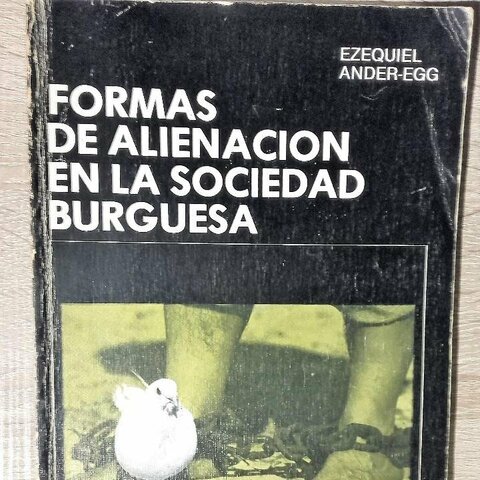 EZEQUIEL
ANDER-EGG
FORMAS
DE ALIENACION
EN LA SOCIEDAD
BURGUESA